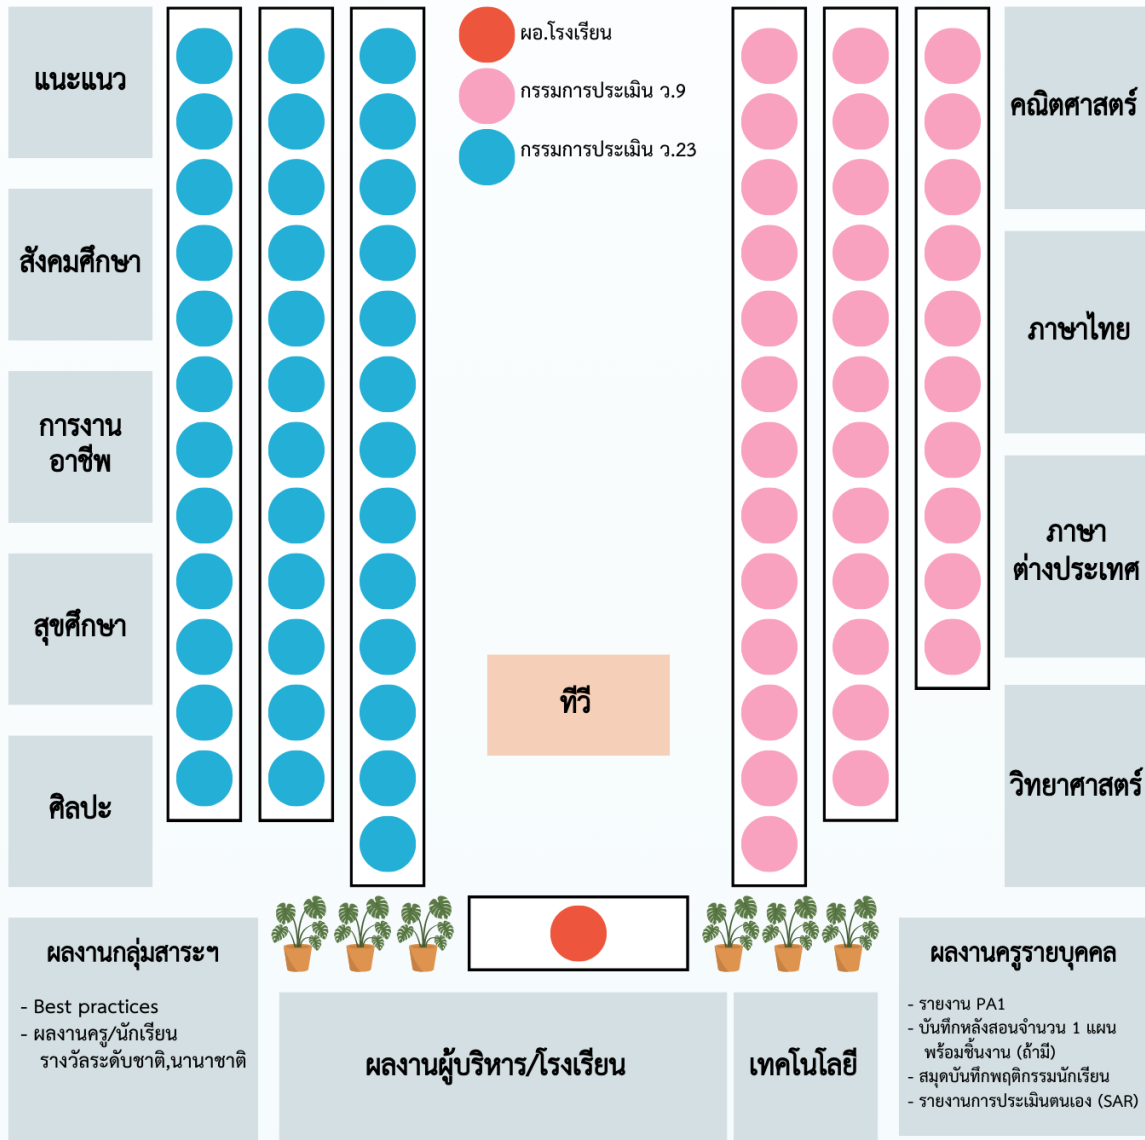 แนะแนว
สังคมศึกษา
การงาน
อาชีพ
สุขศึกษา
ศิลปะ
ผอ.โรงเรียน
กรรมการประเมิน ว.9
กรรมการประเมิน ว.23
ทีวี
คณิตศาสตร์
ภาษาไทย
ภาษา
ต่างประเทศ
วิทยาศาสตร์
ผลงานกลุ่มสาระฯ
- Best practices
- ผลงานครู/นักเรียน
รางวัลระดับชาติ,นานาชาติ
ผลงานผู้บริหาร/โรงเรียน
เทคโนโลยี
ผลงานครูรายบุคคล
- รายงาน PA1
- บันทึกหลังสอนจำนวน 1 แผน
พร้อมชิ้นงาน (ถ้ามี)
- สมุดบันทึกพฤติกรรมนักเรียน
- รายงานการประเมินตนเอง (SAR)